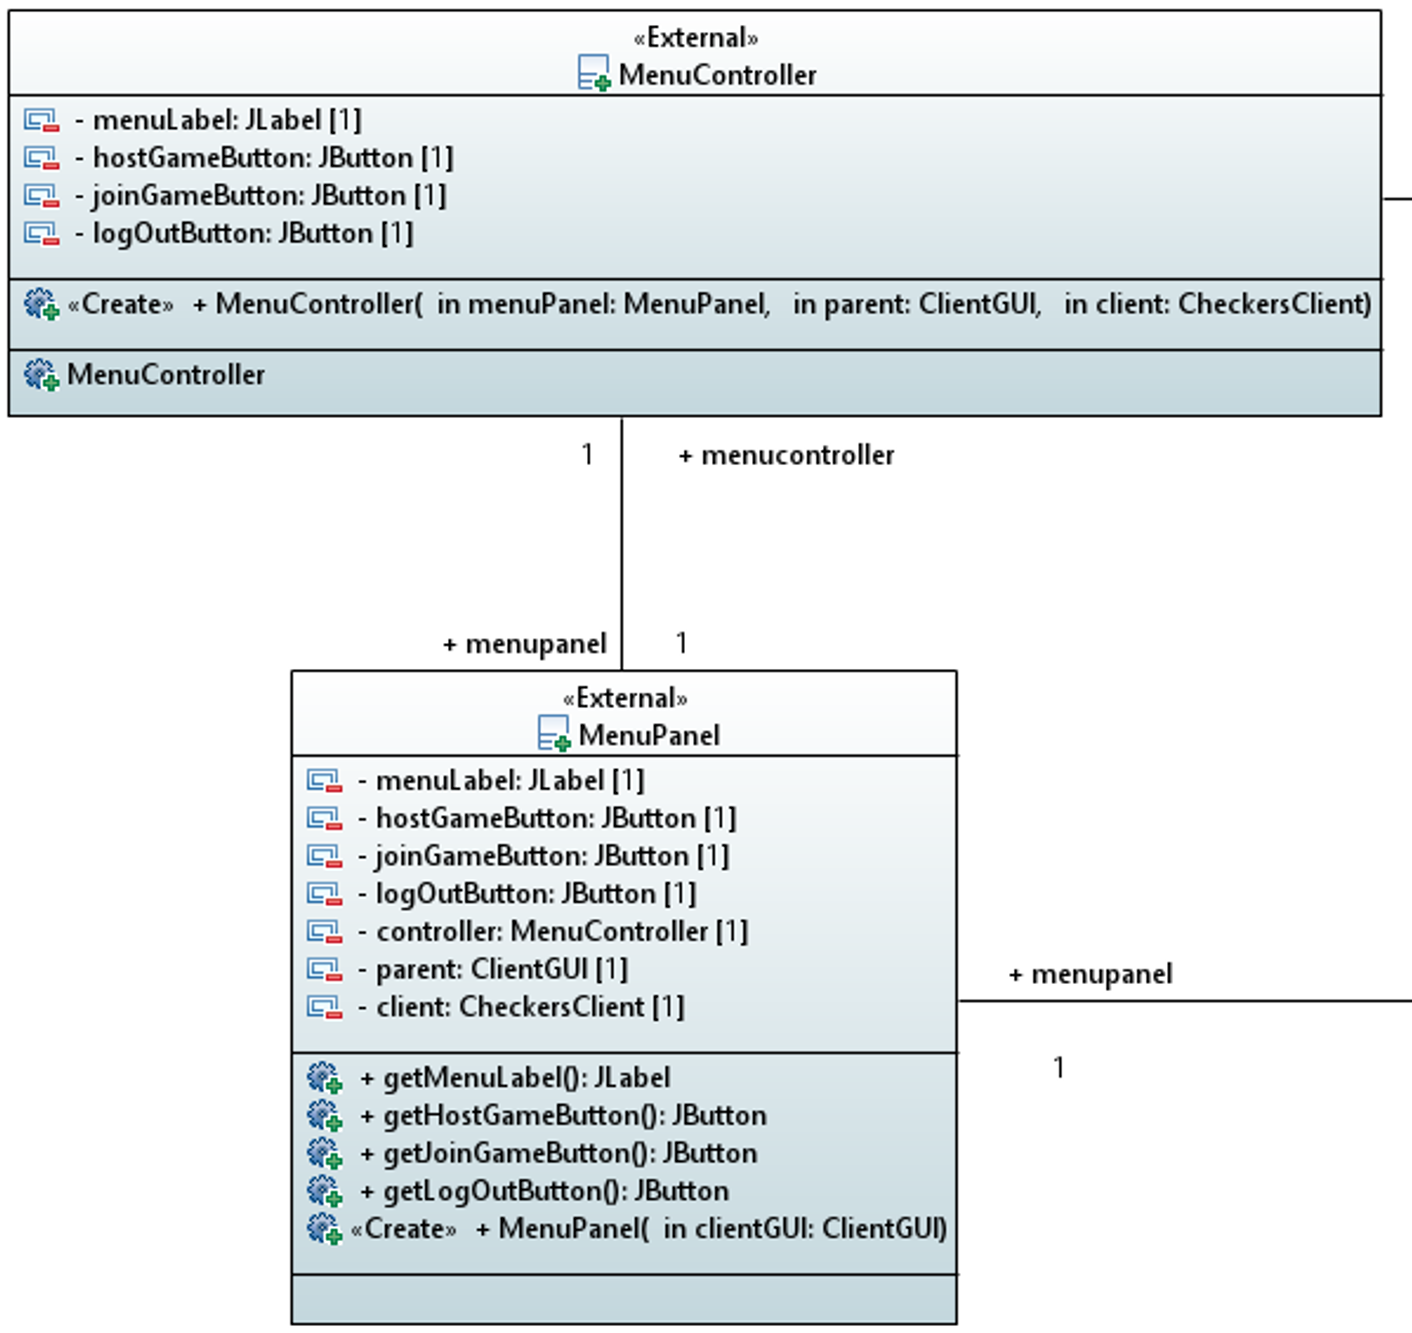 «External»
MenuController
- menuLabel: JLabel [1]
- hostGameButton: JButton [1]
- joinGameButton: JButton [1]
- logOutButton: JButton [1]
«Create» + MenuController( in menuPanel: MenuPanel, in parent: ClientGUI, in client: CheckersClient)
MenuController
1 + menucontroller
+ menupanel 1
«External»
MenuPanel
- menuLabel: JLabel [1]
- hostGameButton: JButton [1]
- joinGameButton: JButton [1]
- logOutButton: JButton [1]
- controller: MenuController [1]
- parent: ClientGUI [1]
- client: CheckersClient [1]
+ menupanel
1
+ getMenuLabel(): JLabel
+ getHostGameButton(): JButton
+ getJoinGameButton(): JButton
+ getLogOutButton(): JButton
«Create» + MenuPanel( in clientGUI: ClientGUI)